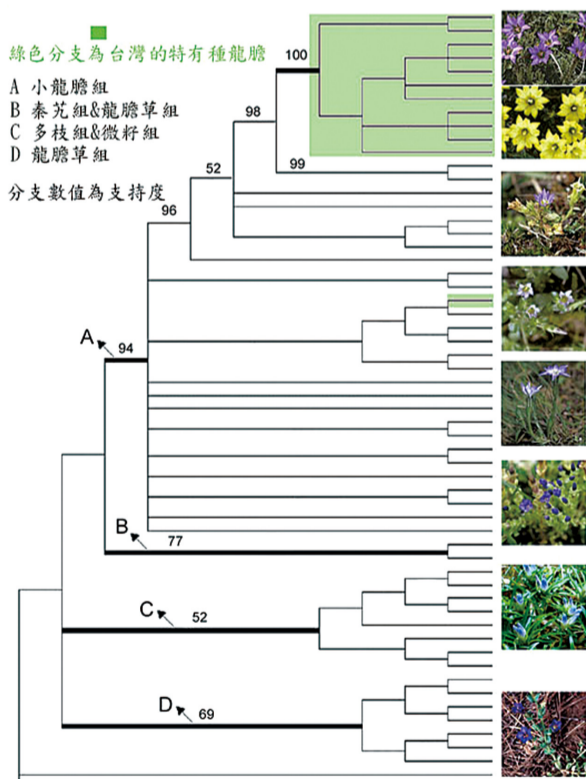 綠色分支為台灣的特有種龍膽
A 小龍膽組
B 秦艽組&龍膽草組
C 多枝組&微籽組
D 龍膽草組
分支數值為支持度
100
98
99
52
96
A
94
B
77
C
52
D
69